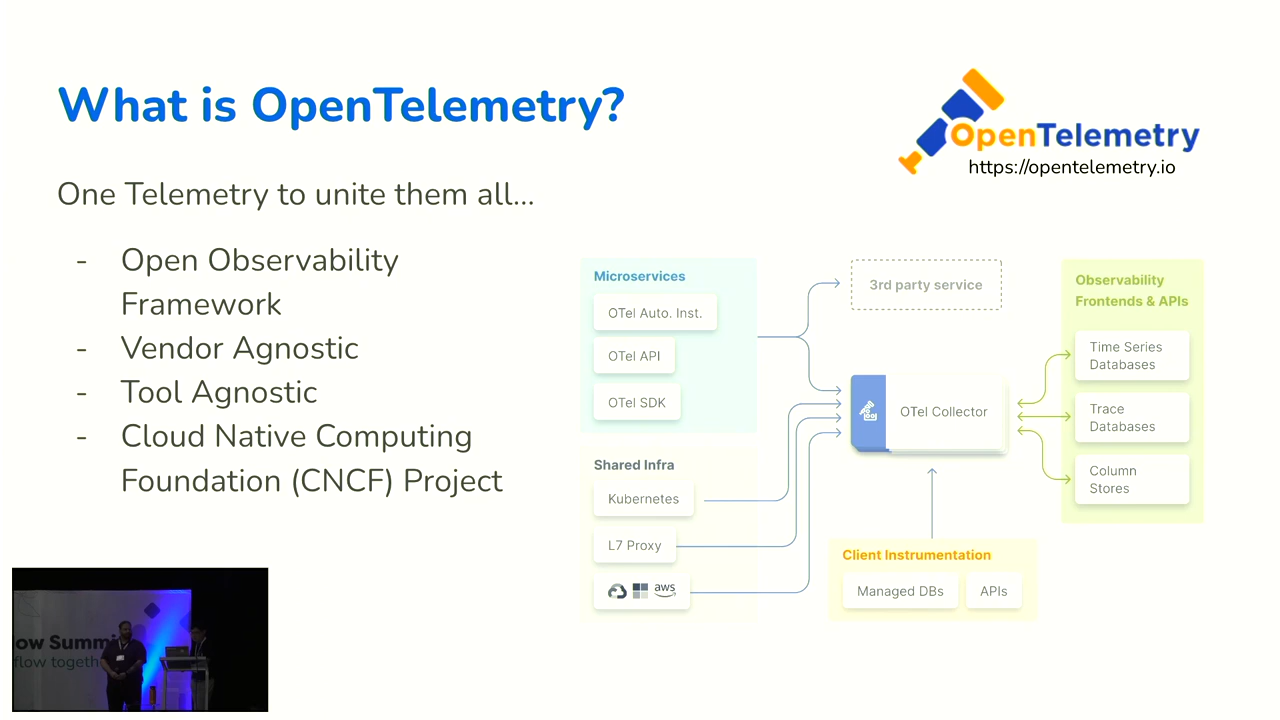 What is OpenTelemetry?
OpenTelemetry
https://opentelemetry.io
One Telemetry to unite them all...
- Open Observability
Framework
- Vendor Agnostic
- Tool Agnostic
- Cloud Native Computing
Foundation (CNCF) Project
Microservices
OTel Auto. Inst.
OTel API
OTel SDK
Shared Infra
Kubernetes
L7 Proxy
aws
3rd party service
OTel Collector
Client Instrumentation
Managed DBs
APIs
Observability
Frontends & APIs
Time Series
Databases
Trace
Databases
Column
Stores
ow Summi
flow togeth